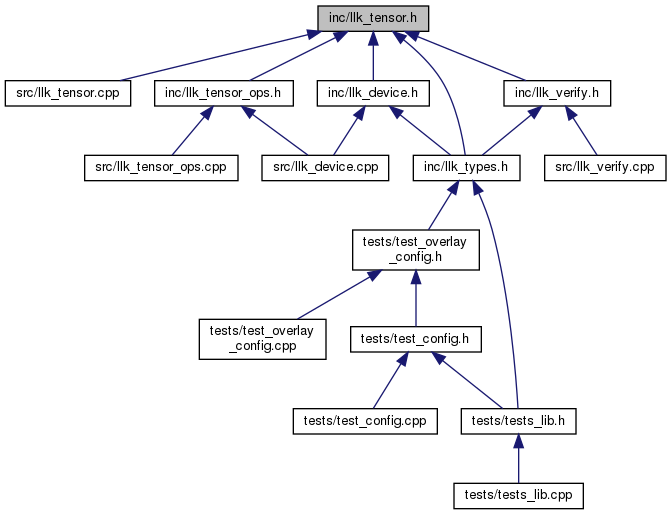 inc/llk_tensor.h
src/llk_tensor.cpp
inc/llk_tensor_ops.h
inc/llk_device.h
inc/llk_verify.h
src/llk_tensor_ops.cpp
src/llk_device.cpp
inc/llk_types.h
src/llk_verify.cpp
tests/test_overlay
_config.h
tests/test_overlay
_config.cpp
tests/test_config.h
tests/test_config.cpp
tests/tests_lib.h
tests/tests_lib.cpp